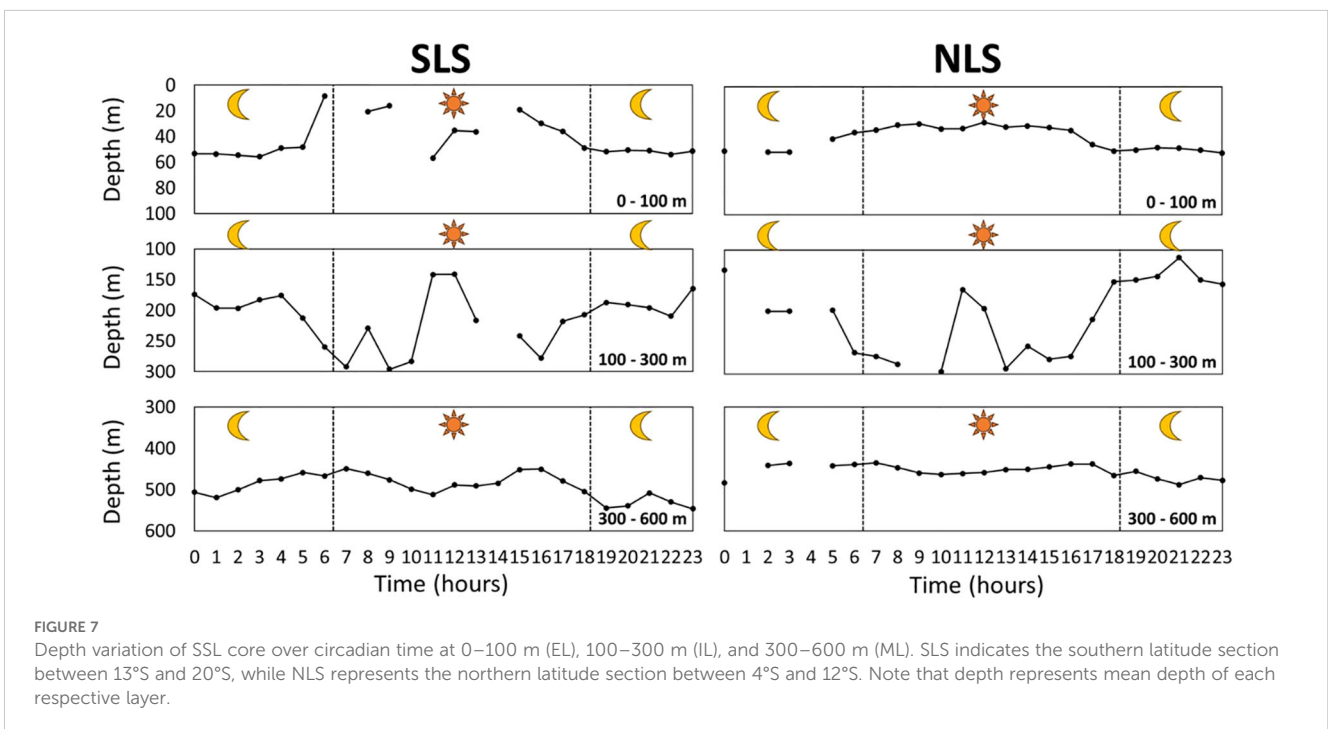 SLS
NLS
Depth (m)
0
20
40
60
80
100
0 - 100 m
0 - 100 m
Depth (m)
100
150
200
250
300
100 - 300 m
100 - 300 m
Depth (m)
300
400
500
600
300 - 600 m
300 - 600 m
0 1 2 3 4 5 6 7 8 9 10 11 12 13 14 15 16 17 18 19 20 21 22 23
0 1 2 3 4 5 6 7 8 9 10 11 12 13 14 15 16 17 18 19 20 21 22 23
Time (hours)
Time (hours)
FIGURE 7
Depth variation of SSL core over circadian time at 0–100 m (EL), 100–300 m (IL), and 300–600 m (ML). SLS indicates the southern latitude section
between 13°S and 20°S, while NLS represents the northern latitude section between 4°S and 12°S. Note that depth represents mean depth of each
respective layer.